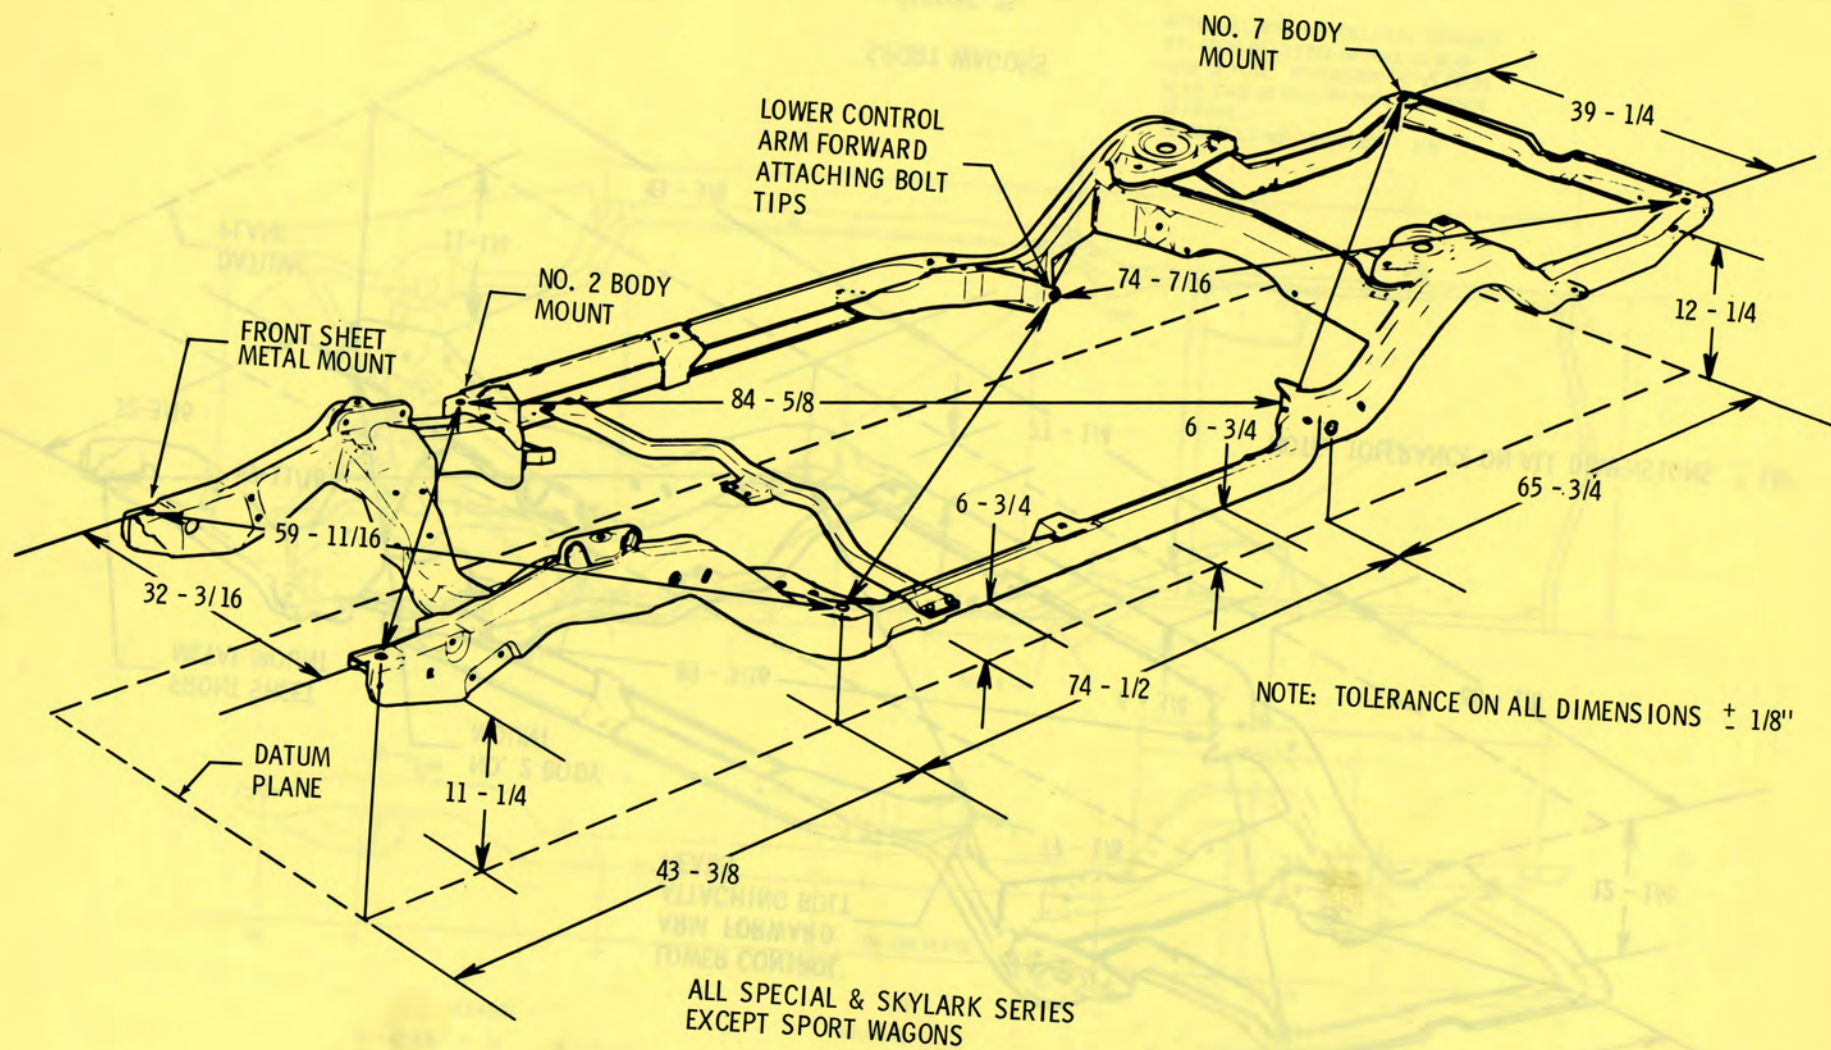 NO. 7 BODY
MOUNT
39 - 1/4
LOWER CONTROL
ARM FORWARD
ATTACHING BOLT
TIPS
NO. 2 BODY
MOUNT
74 - 7/16
12 - 1/4
FRONT SHEET
METAL MOUNT
84 - 5/8
6 - 3/4
6 - 3/4
65 - 3/4
59 - 11/16
32 - 3/16
74 - 1/2
NOTE: TOLERANCE ON ALL DIMENSIONS ± 1/8"
DATUM
PLANE
11 - 1/4
43 - 3/8
ALL SPECIAL & SKYLARK SERIES
EXCEPT SPORT WAGONS